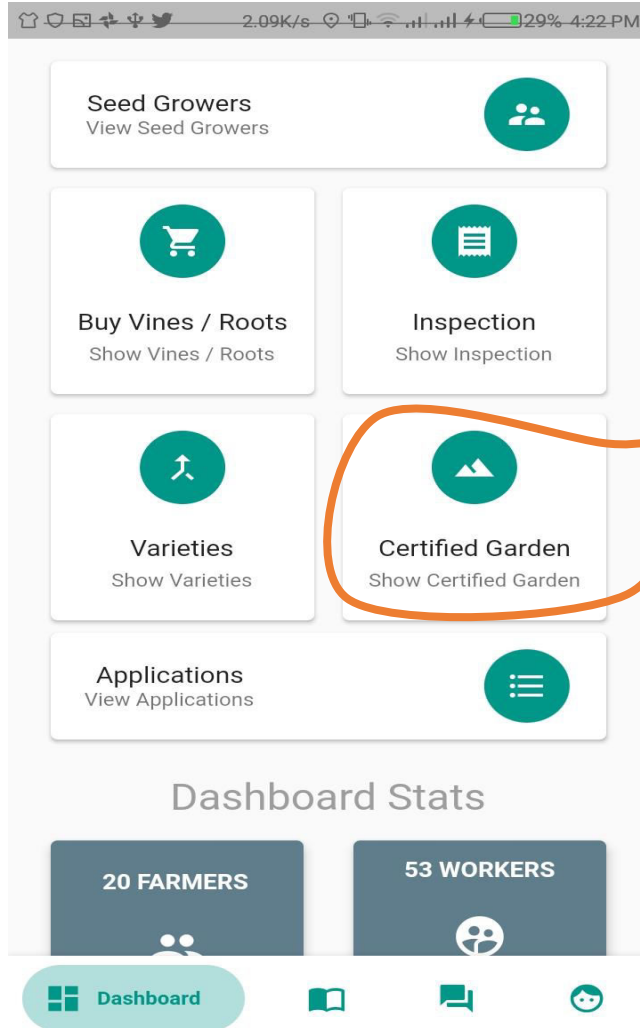 2.09K/s 29% 4:22 PM
Seed Growers
View Seed Growers
Buy Vines / Roots
Show Vines / Roots
Inspection
Show Inspection
Varieties
Show Varieties
Certified Garden
Show Certified Garden
Applications
View Applications
Dashboard Stats
20 FARMERS
53 WORKERS
Dashboard